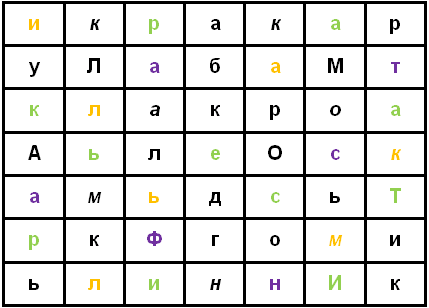 и к р а к а р
у Л а б а М т
к л а к р о а
А ь л е О с к
а м ь д с ь Т
р к Ф г о м и
ь л и н н И к